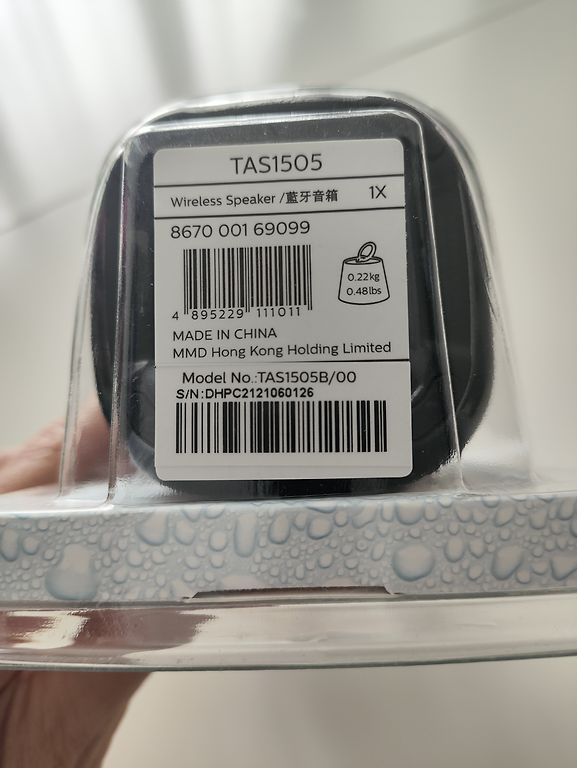 TAS1505
Wireless Speaker /藍牙音箱 1X
8670 001 69099
0.22kg
0.48lbs
4 895229 111011
MADE IN CHINA
MMD Hong Kong Holding Limited
Model No.:TAS1505B/00
S/N:DHPC2121060126